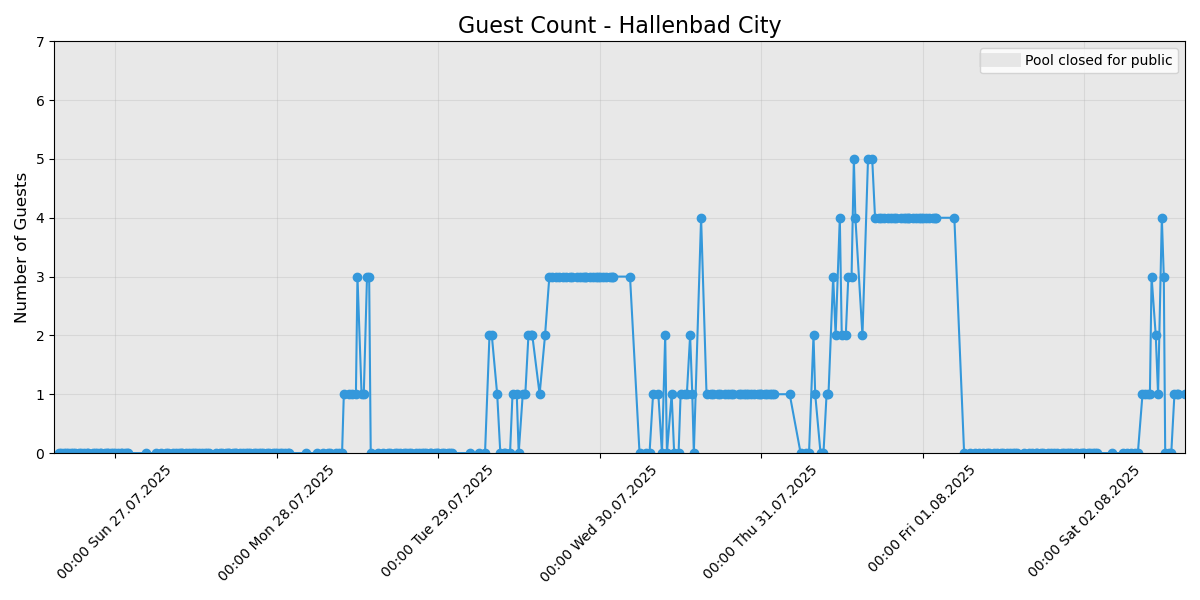 Guest Count - Hallenbad City
Pool closed for public
Number of Guests
7
6
5
4
3
2
1
0
00:00 Sun 27.07.2025
00:00 Mon 28.07.2025
00:00 Tue 29.07.2025
00:00 Wed 30.07.2025
00:00 Thu 31.07.2025
00:00 Fri 01.08.2025
00:00 Sat 02.08.2025